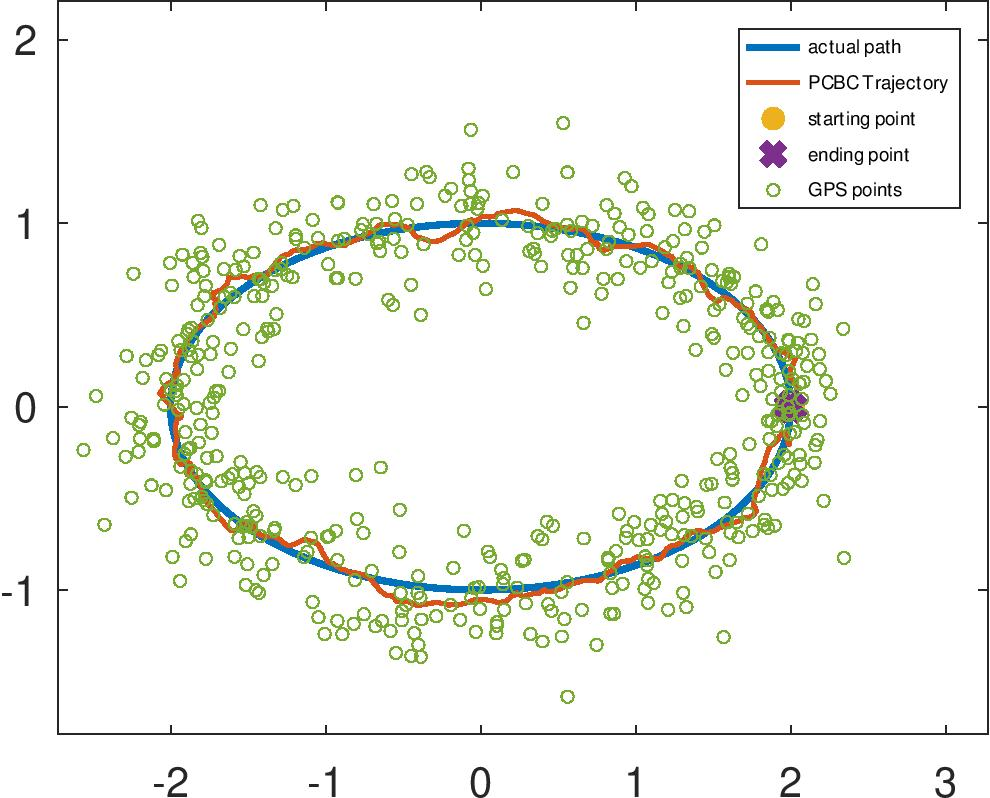 2
1
0
-1
-2
-1
0
1
2
3
actual path
PCBC Trajectory
starting point
ending point
GPS points